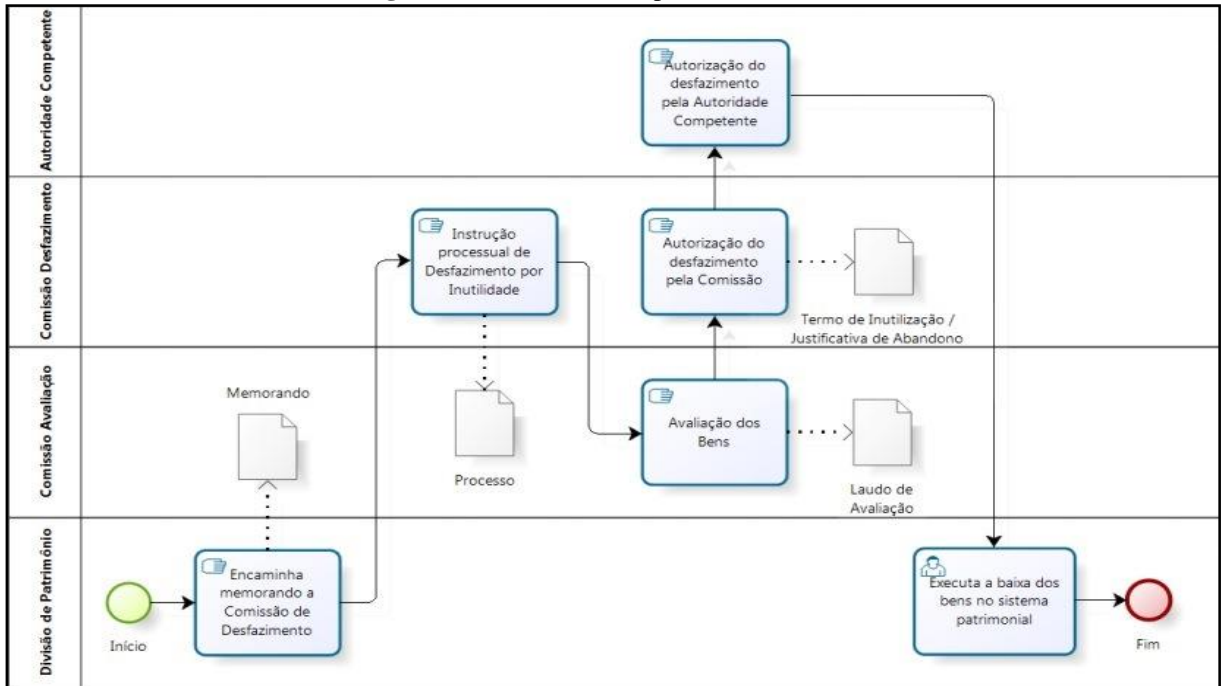 Autoridade Competente
Autorização do
desfazimento
pela Autoridade
Competente
Comissão Desfazimento
Instrução
processual de
Desfazimento por
Inutilidade
Autorização do
desfazimento
pela Comissão
Termo de Inutilização /
Justificativa de Abandono
Comissão Avaliação
Memorando
Processo
Avaliação dos
Bens
Laudo de
Avaliação
Divisão de Patrimônio
Início
Encaminha
memorando a
Comissão de
Desfazimento
Executa a baixa dos
bens no sistema
patrimonial
Fim